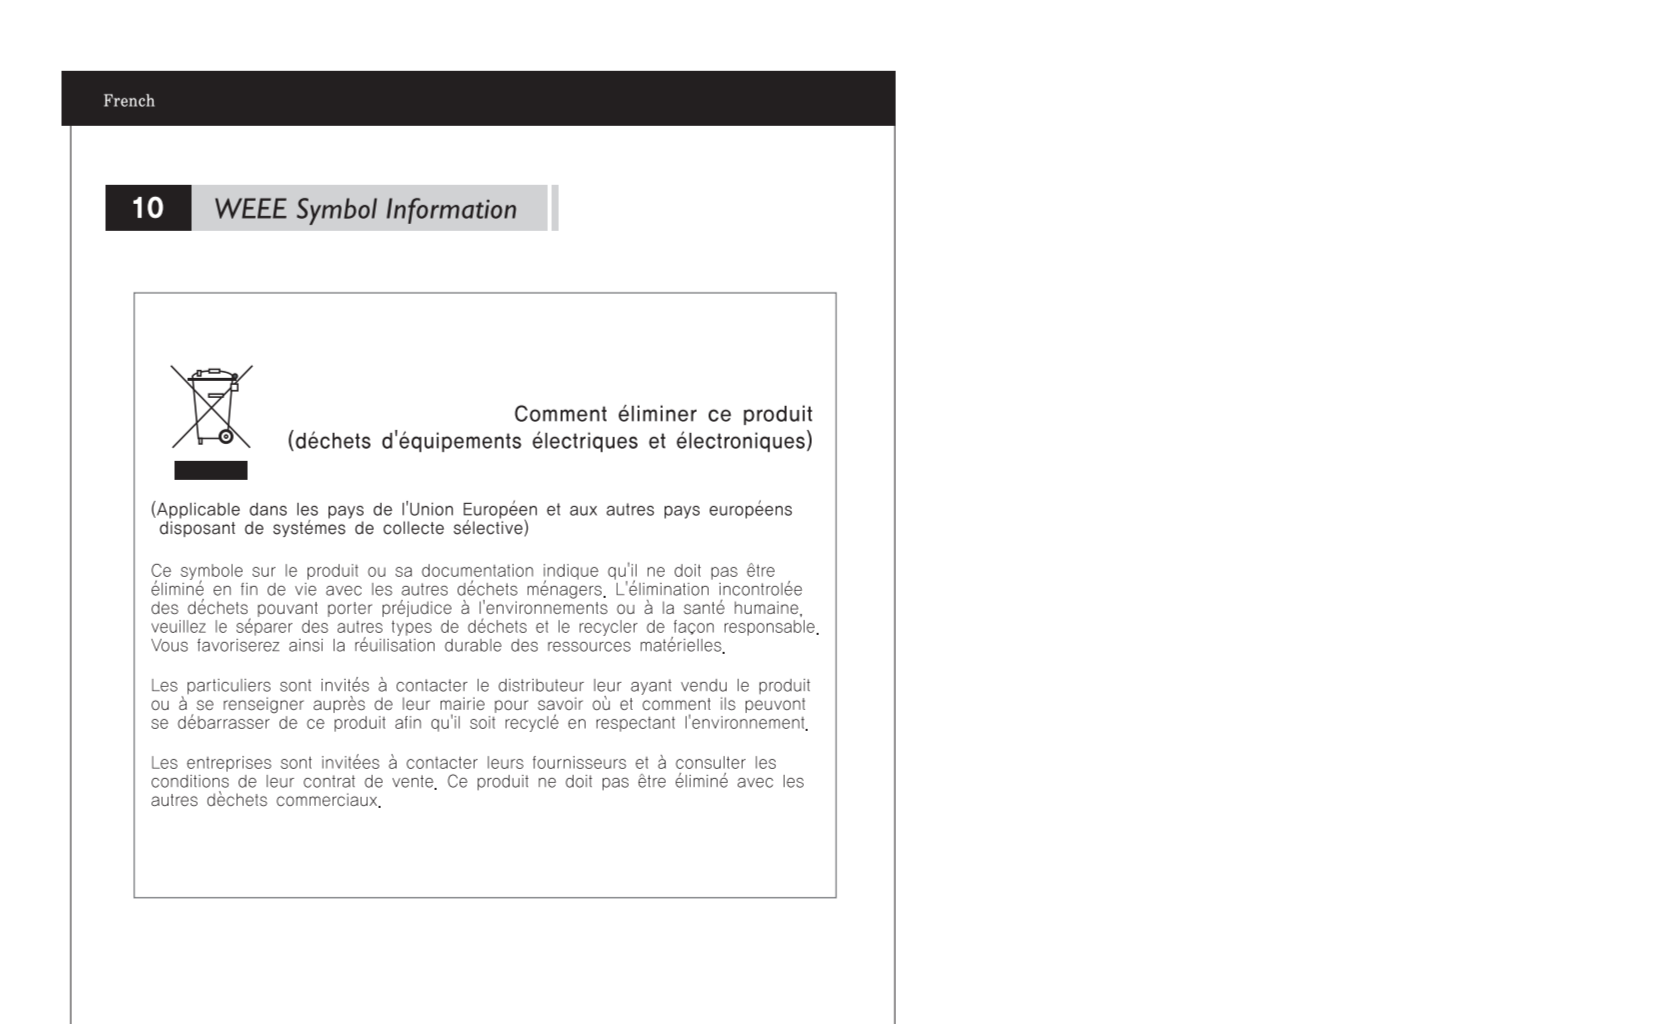 French
10 WEEE Symbol Information
Comment éliminer ce produit
(déchets d'équipements électriques et électroniques)
(Applicable dans les pays de l'Union Européen et aux autres pays européens
disposant de systémes de collecte sélective)
Ce symbole sur le produit ou sa documentation indique qu'il ne doit pas être
éliminé en fin de vie avec les autres déchets ménagers. L'élimination incontrolée
des déchets pouvant porter préjudice à l'environnements ou à la santé humaine,
veuillez le séparer des autres types de déchets et le recycler de façon responsable.
Vous favoriserez ainsi la réuilisation durable des ressources matérielles.
Les particuliers sont invités à contacter le distributeur leur ayant vendu le produit
ou à se renseigner auprès de leur mairie pour savoir où et comment ils peuvont
se débarrasser de ce produit afin qu'il soit recyclé en respectant l'environnement.
Les entreprises sont invitées à contacter leurs fournisseurs et à consulter les
conditions de leur contrat de vente. Ce produit ne doit pas être éliminé avec les
autres dèchets commerciaux.